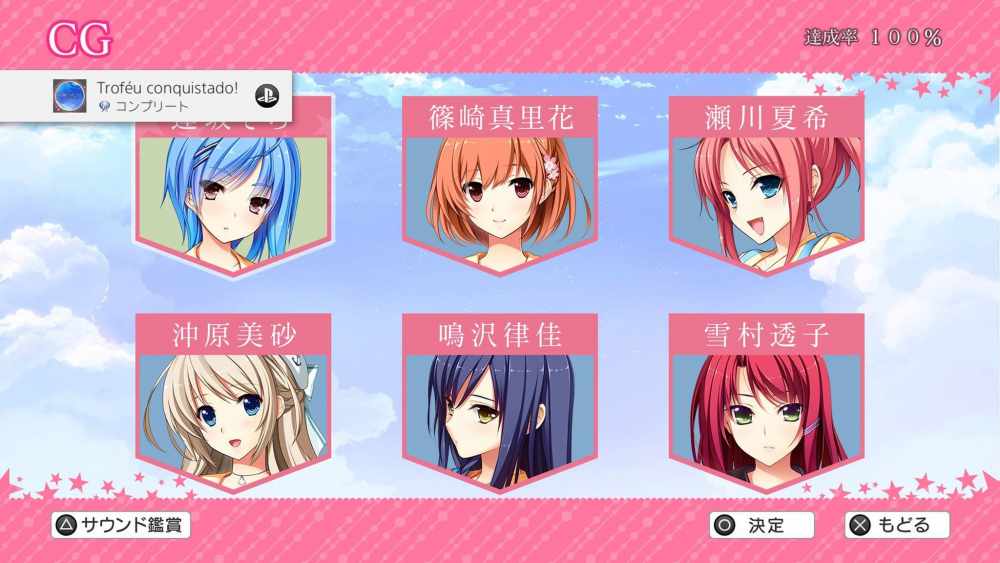 CG
達成率 100%
Troféu conquistado!
コンプリート
篠崎真里花
瀬川夏希
沖原美砂
鳴沢律佳
雪村透子
サウンド鑑賞
決定
もどる